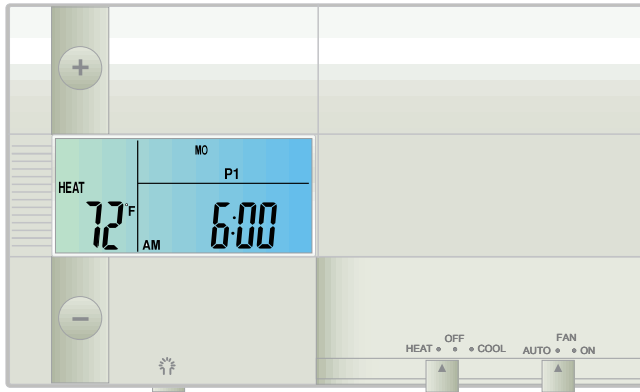 +
MO
P1
HEAT
72°F
AM 6:00
−
OFF
HEAT COOL
FAN
AUTO ON